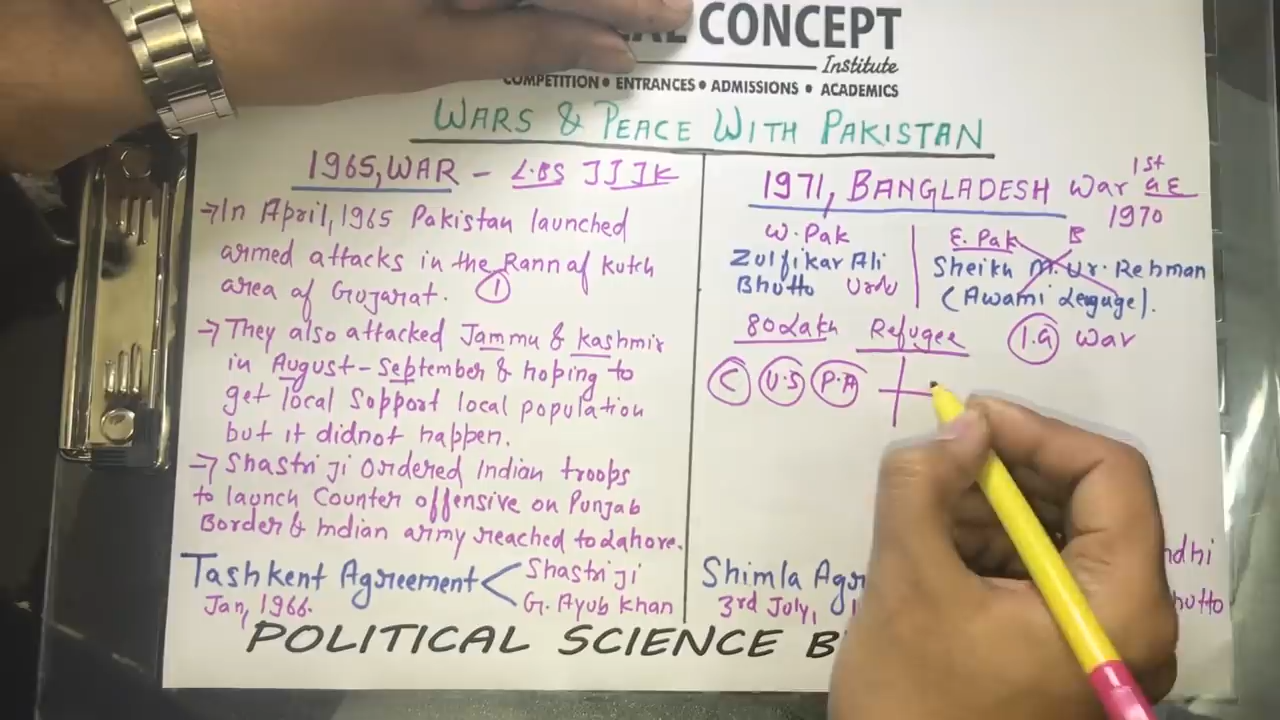 CONCEPT
Institute
COMPETITION • ENTRANCES • ADMISSIONS • ACADEMICS
WARS & PEACE WITH PAKISTAN
1965, WAR - L.BS JJJK
→ In April, 1965 Pakistan launched
armed attacks in the Rann of Kutch
area of Gujarat. 1
→ They also attacked Jammu & Kashmir
in August - September & hoping to
get local Support local population
but it didnot happen.
→ Shastri ji ordered Indian troops
to launch Counter offensive on Punjab
Border & Indian army reached to Lahore.
Tashkent Agreement < Shastri ji
Jan, 1966. G. Ayub Khan
1971, BANGLADESH War 1st GE
1970
W. Pak
Zulfikar Ali
Bhutto Urdu
E. Pak B
Sheikh M. Ur. Rehman
(Awami Leaguge).
80 Lakh Refugee I.G War
C U.S P.A
Shimla Agr
3rd July, 1
ndhi
hutto
POLITICAL SCIENCE B